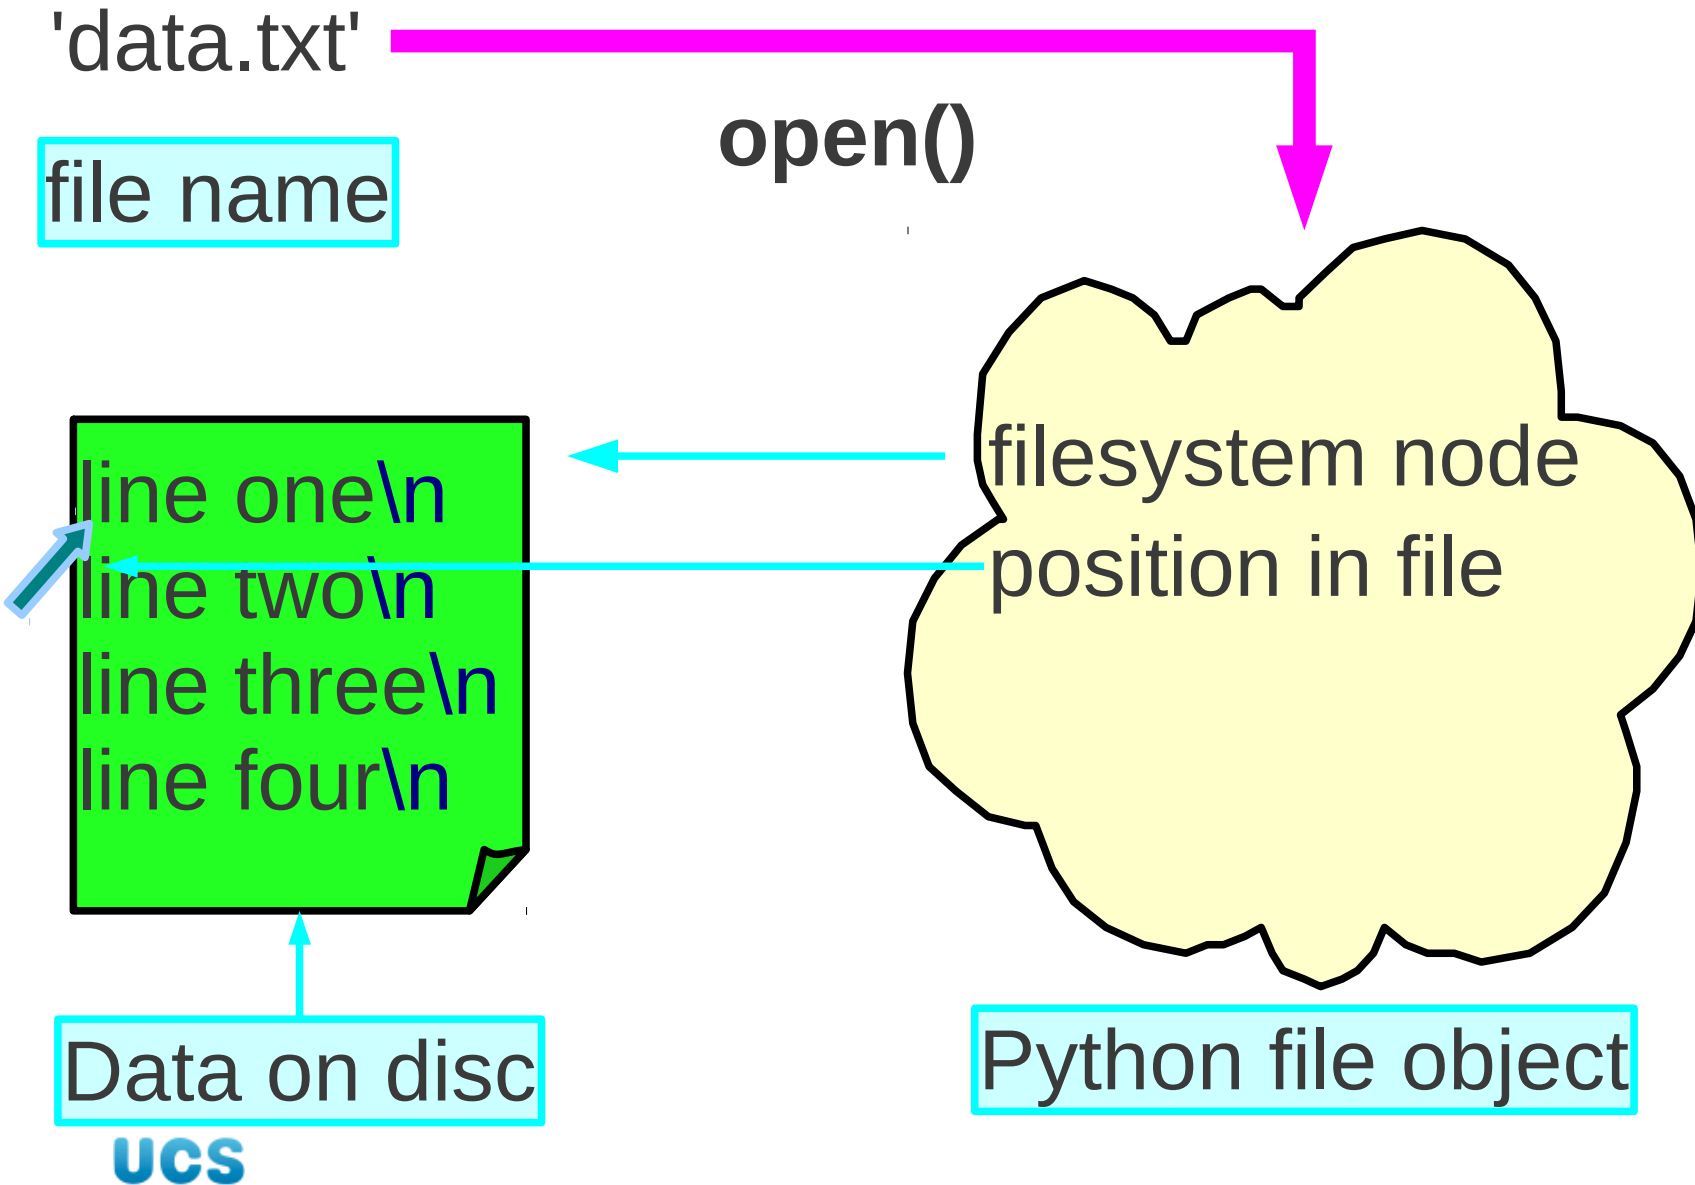 'data.txt'
open()
file name
filesystem node
position in file
line one\n
line two\n
line three\n
line four\n
Data on disc
Python file object
UCS